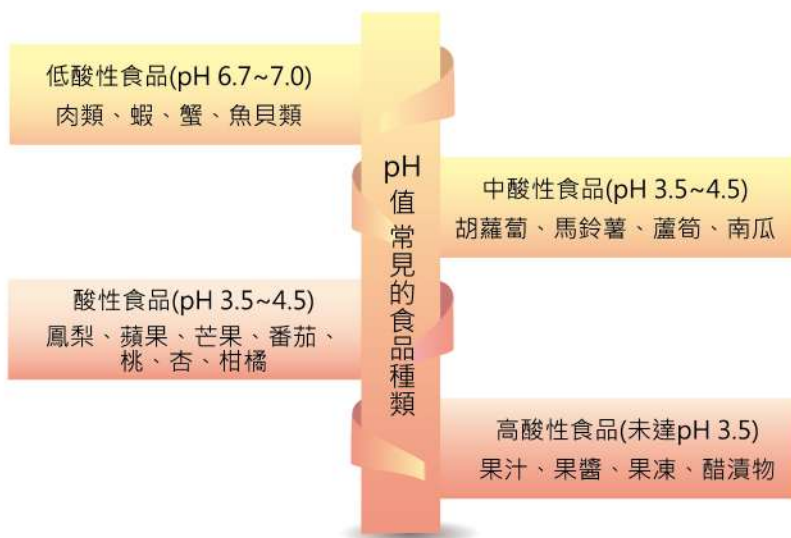 低酸性食品(pH 6.7~7.0)
肉類、蝦、蟹、魚貝類
pH值 常見的食品種類
中酸性食品(pH 3.5~4.5)
胡蘿蔔、馬鈴薯、蘆筍、南瓜
酸性食品(pH 3.5~4.5)
鳳梨、蘋果、芒果、番茄、
桃、杏、柑橘
高酸性食品(未達pH 3.5)
果汁、果醬、果凍、醋漬物